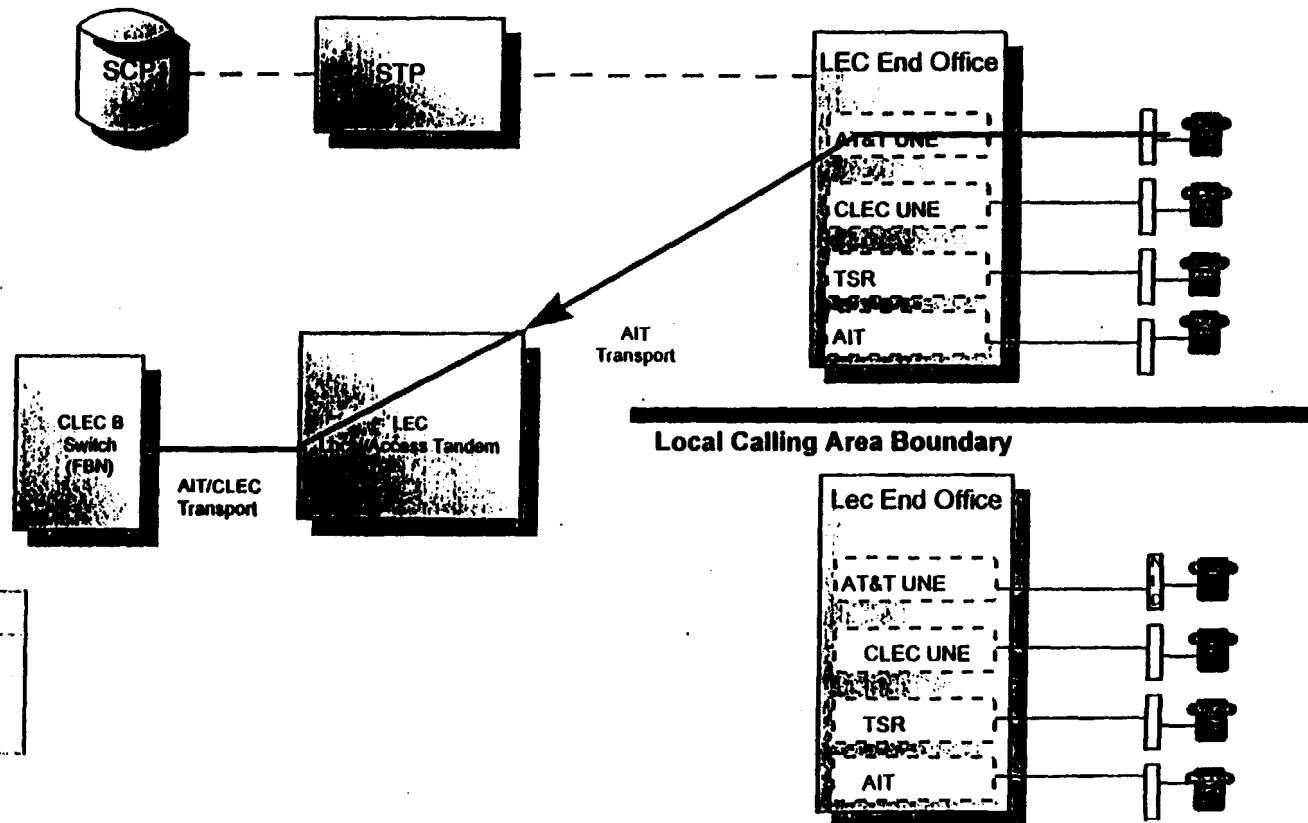 SCP
STP
LEC End Office
AT&T UNE
CLEC UNE
TSR
AIT
AIT
Transport
CLEC B
Switch
(FBN)
AIT/CLEC
Transport
LEC
Access Tandem
Local Calling Area Boundary
Lec End Office
AT&T UNE
CLEC UNE
TSR
AIT